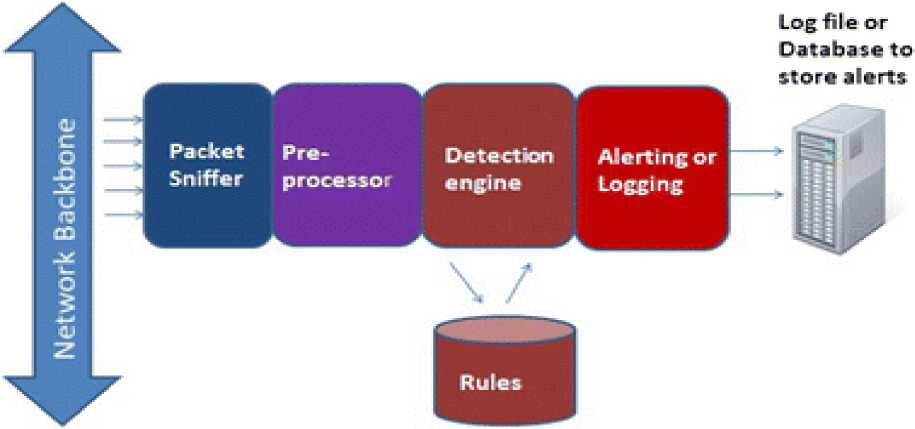 Network Backbone
Packet
Sniffer
Pre-
processor
Detection
engine
Alerting or
Logging
Log file or
Database to
store alerts
Rules